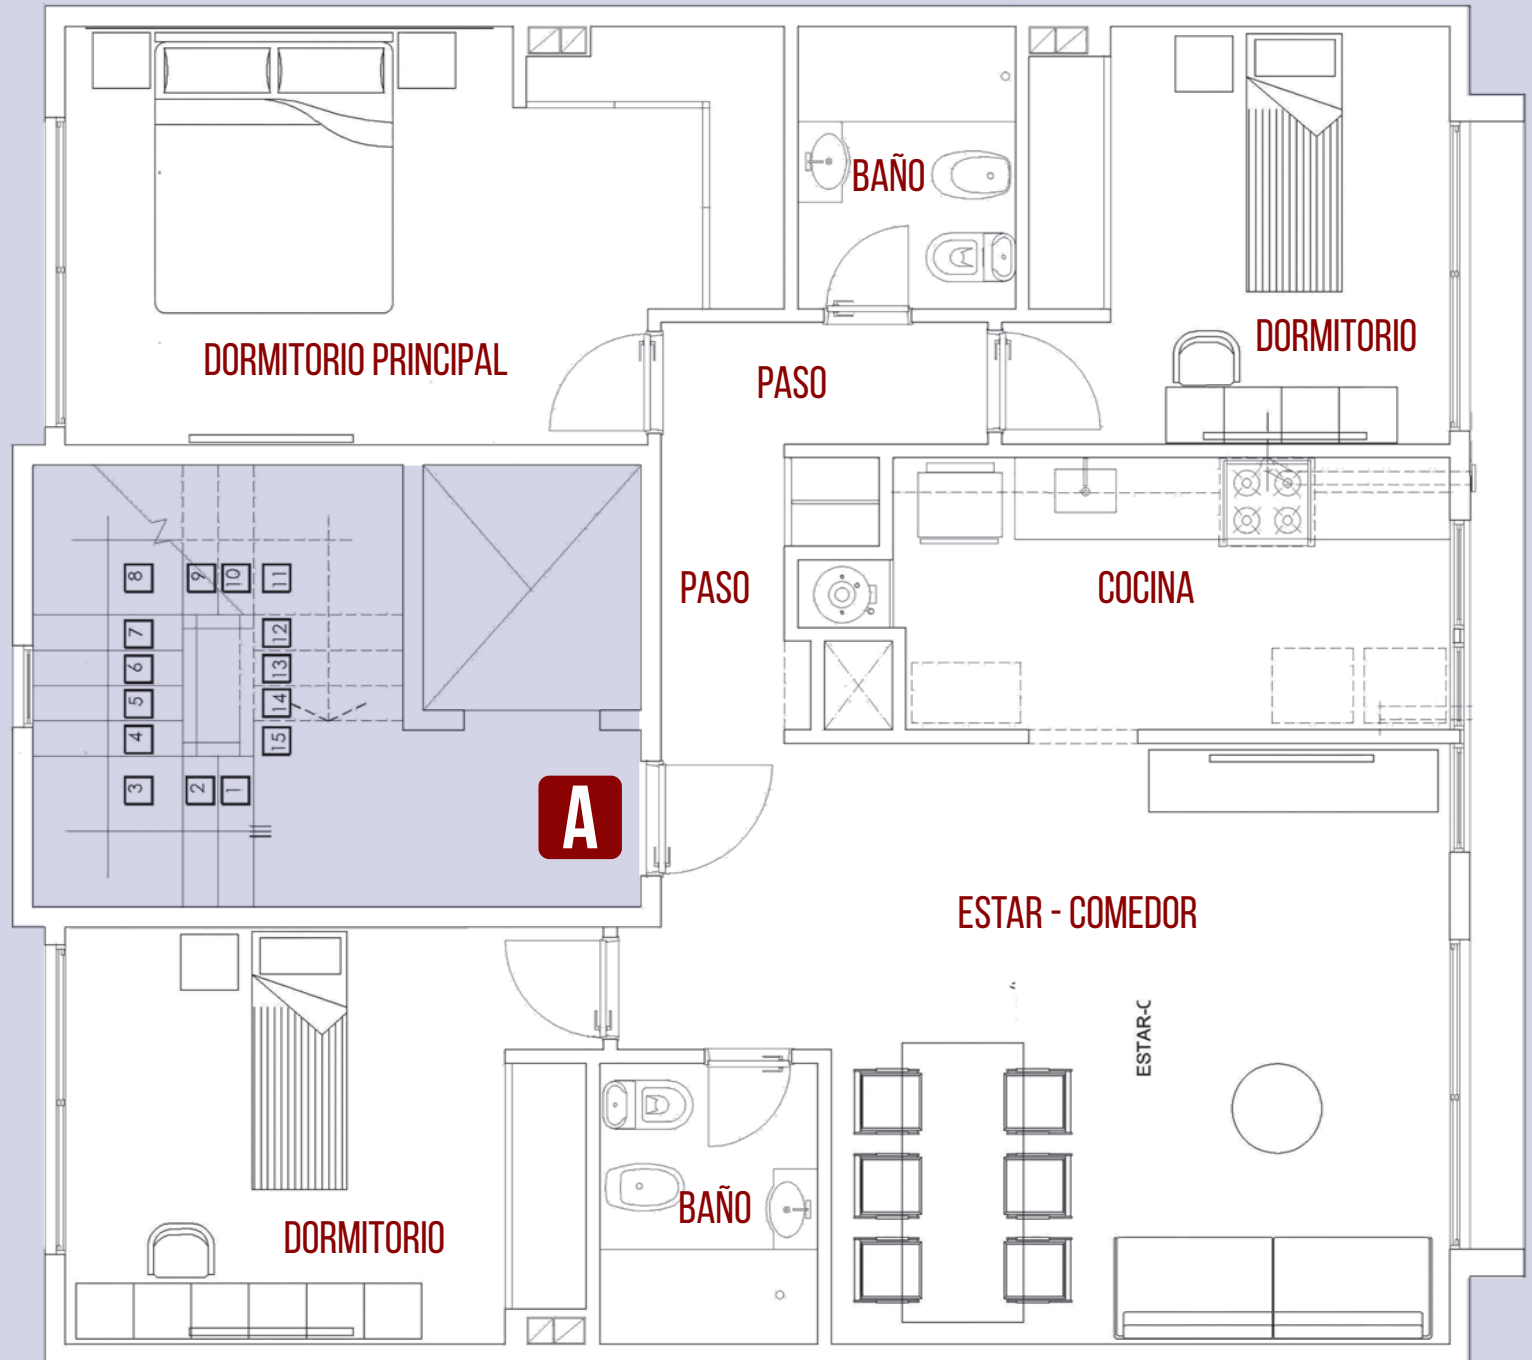 BAÑO
DORMITORIO PRINCIPAL
DORMITORIO
PASO
PASO
COCINA
8
9
10
11
7
12
6
13
5
14
4
15
3
2
1
A
ESTAR - COMEDOR
ESTAR-C
DORMITORIO
BAÑO